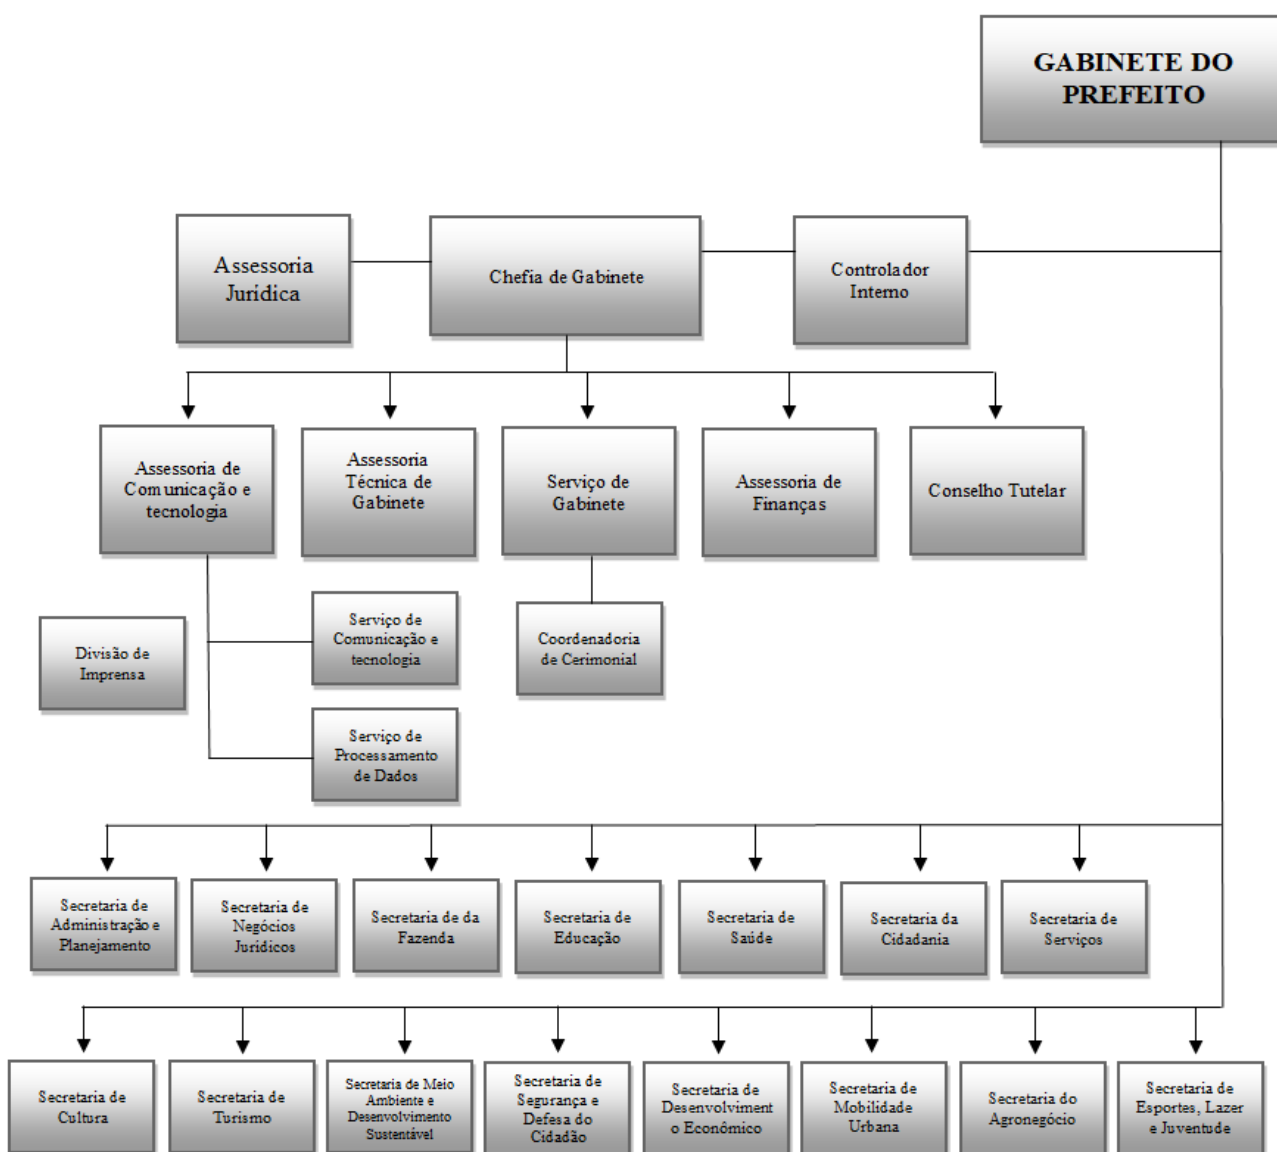 GABINETE DO
PREFEITO
Assessoria
Jurídica
Chefia de Gabinete
Controlador
Interno
Assessoria de
Comunicação e
tecnologia
Assessoria
Técnica de
Gabinete
Serviço de
Gabinete
Assessoria de
Finanças
Conselho Tutelar
Divisão de
Imprensa
Serviço de
Comunicação e
tecnologia
Coordenadoria
de Cerimonial
Serviço de
Processamento
de Dados
Secretaria de
Administração e
Planejamento
Secretaria de
Negócios
Jurídicos
Secretaria de da
Fazenda
Secretaria de
Educação
Secretaria de
Saúde
Secretaria da
Cidadania
Secretaria de
Serviços
Secretaria de
Cultura
Secretaria de
Turismo
Secretaria de Meio
Ambiente e
Desenvolvimento
Sustentável
Secretaria de
Segurança e
Defesa do
Cidadão
Secretaria de
Desenvolviment
o Econômico
Secretaria de
Mobilidade
Urbana
Secretaria do
Agronegócio
Secretaria de
Esportes, Lazer
e Juventude